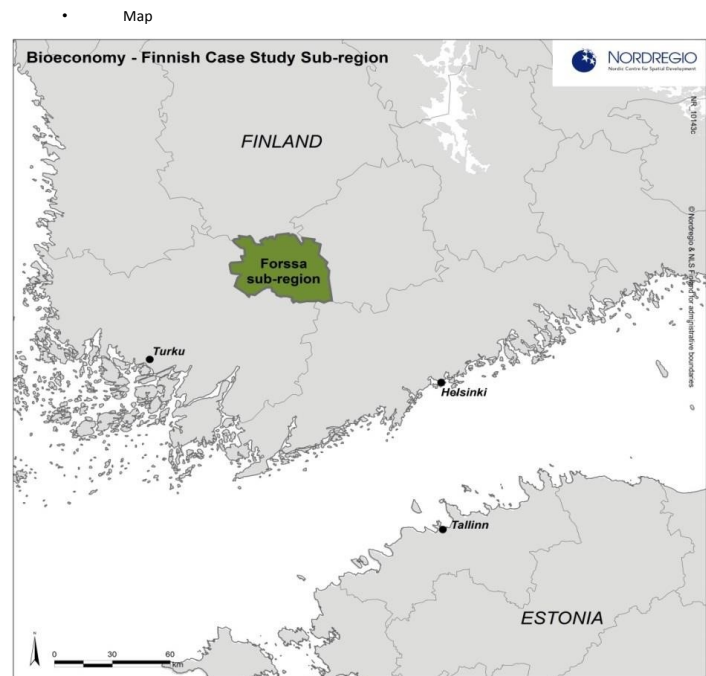 • Map
Bioeconomy - Finnish Case Study Sub-region
NORDREGIO
Nordic Centre for Spatial Development
NR_10143c
FINLAND
© Nordregio & NLS Finland for administrative boundaries
Forssa
sub-region
Turku
Helsinki
Tallinn
ESTONIA
N
0 30 60
km